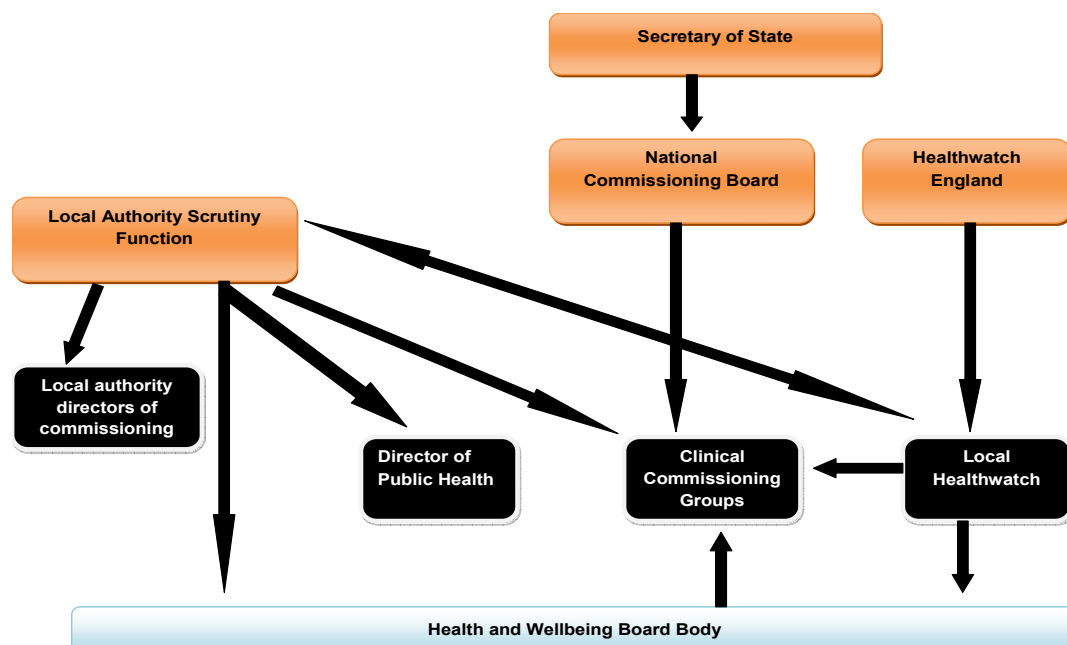 Secretary of State
National
Commissioning Board
Healthwatch
England
Local Authority Scrutiny
Function
Local authority
directors of
commissioning
Director of
Public Health
Clinical
Commissioning
Groups
Local
Healthwatch
Health and Wellbeing Board Body